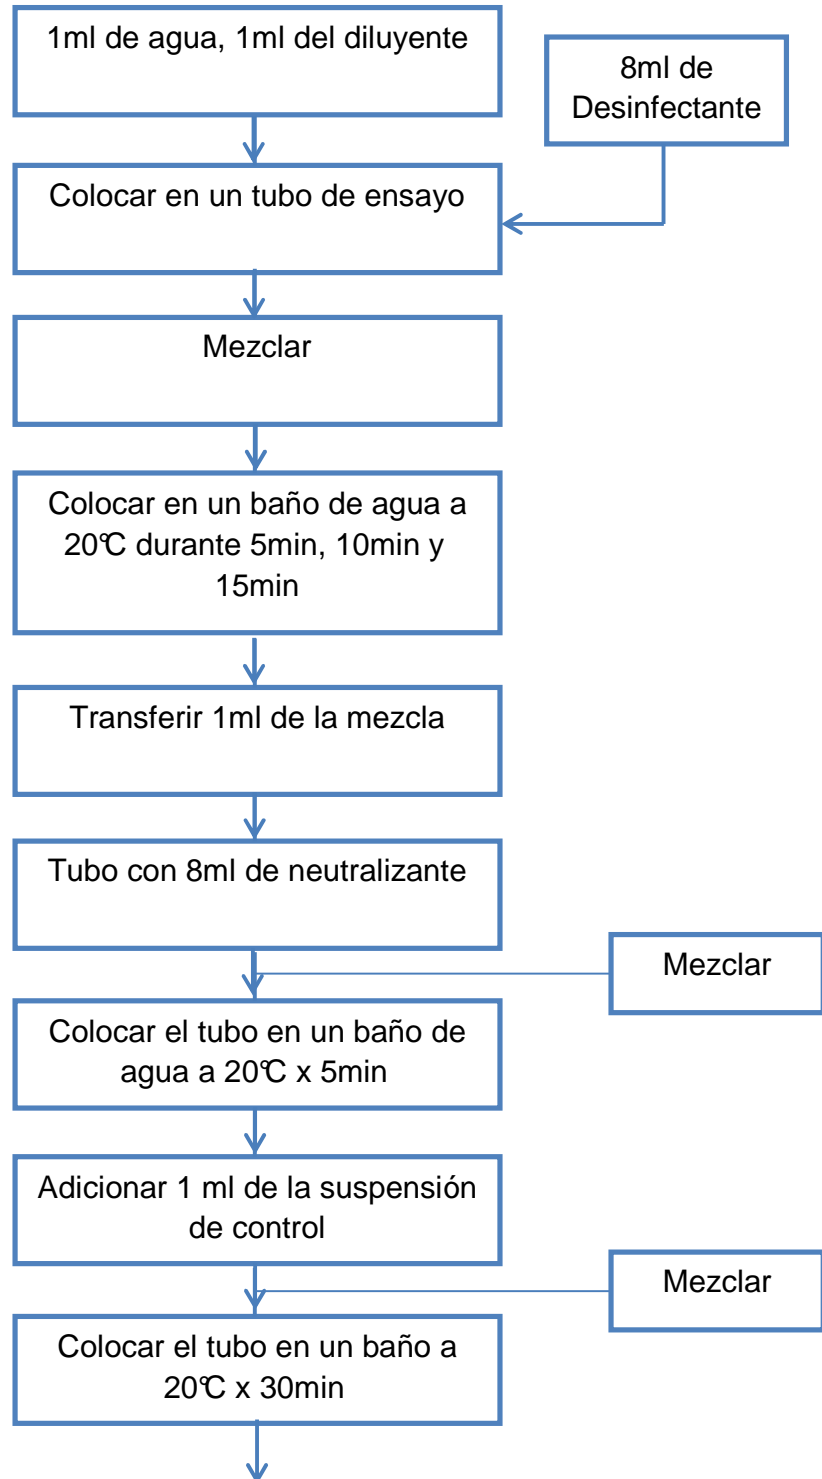 1ml de agua, 1ml del diluyente
8ml de
Desinfectante
Colocar en un tubo de ensayo
Mezclar
Colocar en un baño de agua a
20℃ durante 5min, 10min y
15min
Transferir 1ml de la mezcla
Tubo con 8ml de neutralizante
Mezclar
Colocar el tubo en un baño de
agua a 20℃ x 5min
Adicionar 1 ml de la suspensión
de control
Mezclar
Colocar el tubo en un baño a
20℃ x 30min